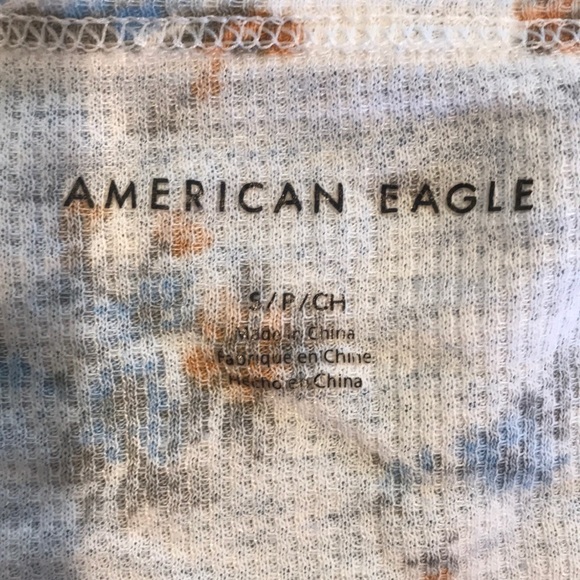 AMERICAN EAGLE
S/P/CH
Made in China
Fabriqué en Chine
Hecho en China